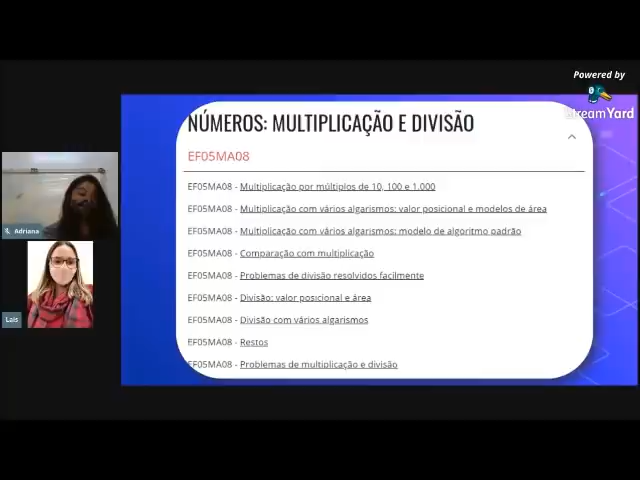 Powered by
StreamYard
NÚMEROS: MULTIPLICAÇÃO E DIVISÃO
EF05MA08
EF05MA08 - Multiplicação por múltiplos de 10, 100 e 1.000
EF05MA08 - Multiplicação com vários algarismos: valor posicional e modelos de área
EF05MA08 - Multiplicação com vários algarismos: modelo de algoritmo padrão
EF05MA08 - Comparação com multiplicação
EF05MA08 - Problemas de divisão resolvidos facilmente
EF05MA08 - Divisão: valor posicional e área
EF05MA08 - Divisão com vários algarismos
EF05MA08 - Restos
EF05MA08 - Problemas de multiplicação e divisão
Adriana
Lais